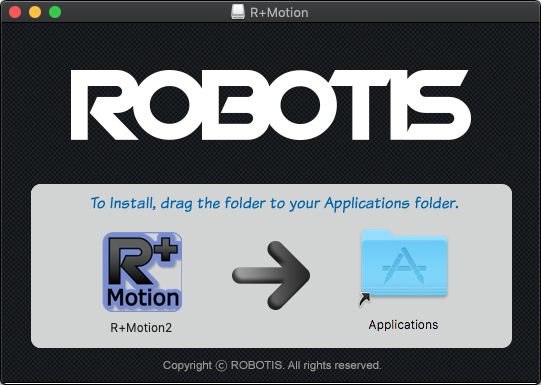 R+Motion
ROBOTIS
To Install, drag the folder to your Applications folder.
R+
Motion
R+Motion2
Applications
Copyright ⓒ ROBOTIS. All rights reserved.